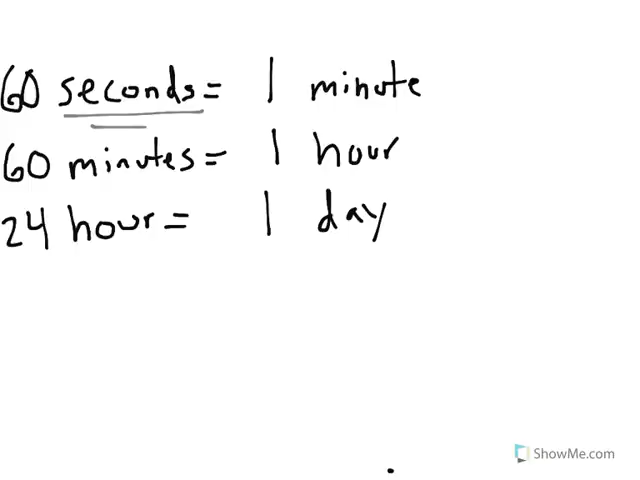 60 seconds = 1 minute
60 minutes = 1 hour
24 hour = 1 day
ShowMe.com